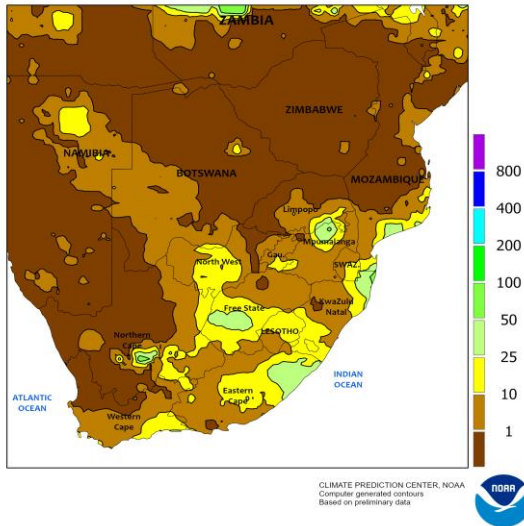 ZAMBIA
ZIMBABWE
NAMIBIA
BOTSWANA
MOZAMBIQUE
Limpopo
Mpumalanga
North West
Gau.
SWAZ.
Free State
KwaZulu
Natal
LESOTHO
Northern
Cape
Eastern
Cape
Western
Cape
ATLANTIC
OCEAN
INDIAN
OCEAN
800
400
200
100
50
25
10
1
CLIMATE PREDICTION CENTER, NOAA
Computer generated contours
Based on preliminary data
NOAA